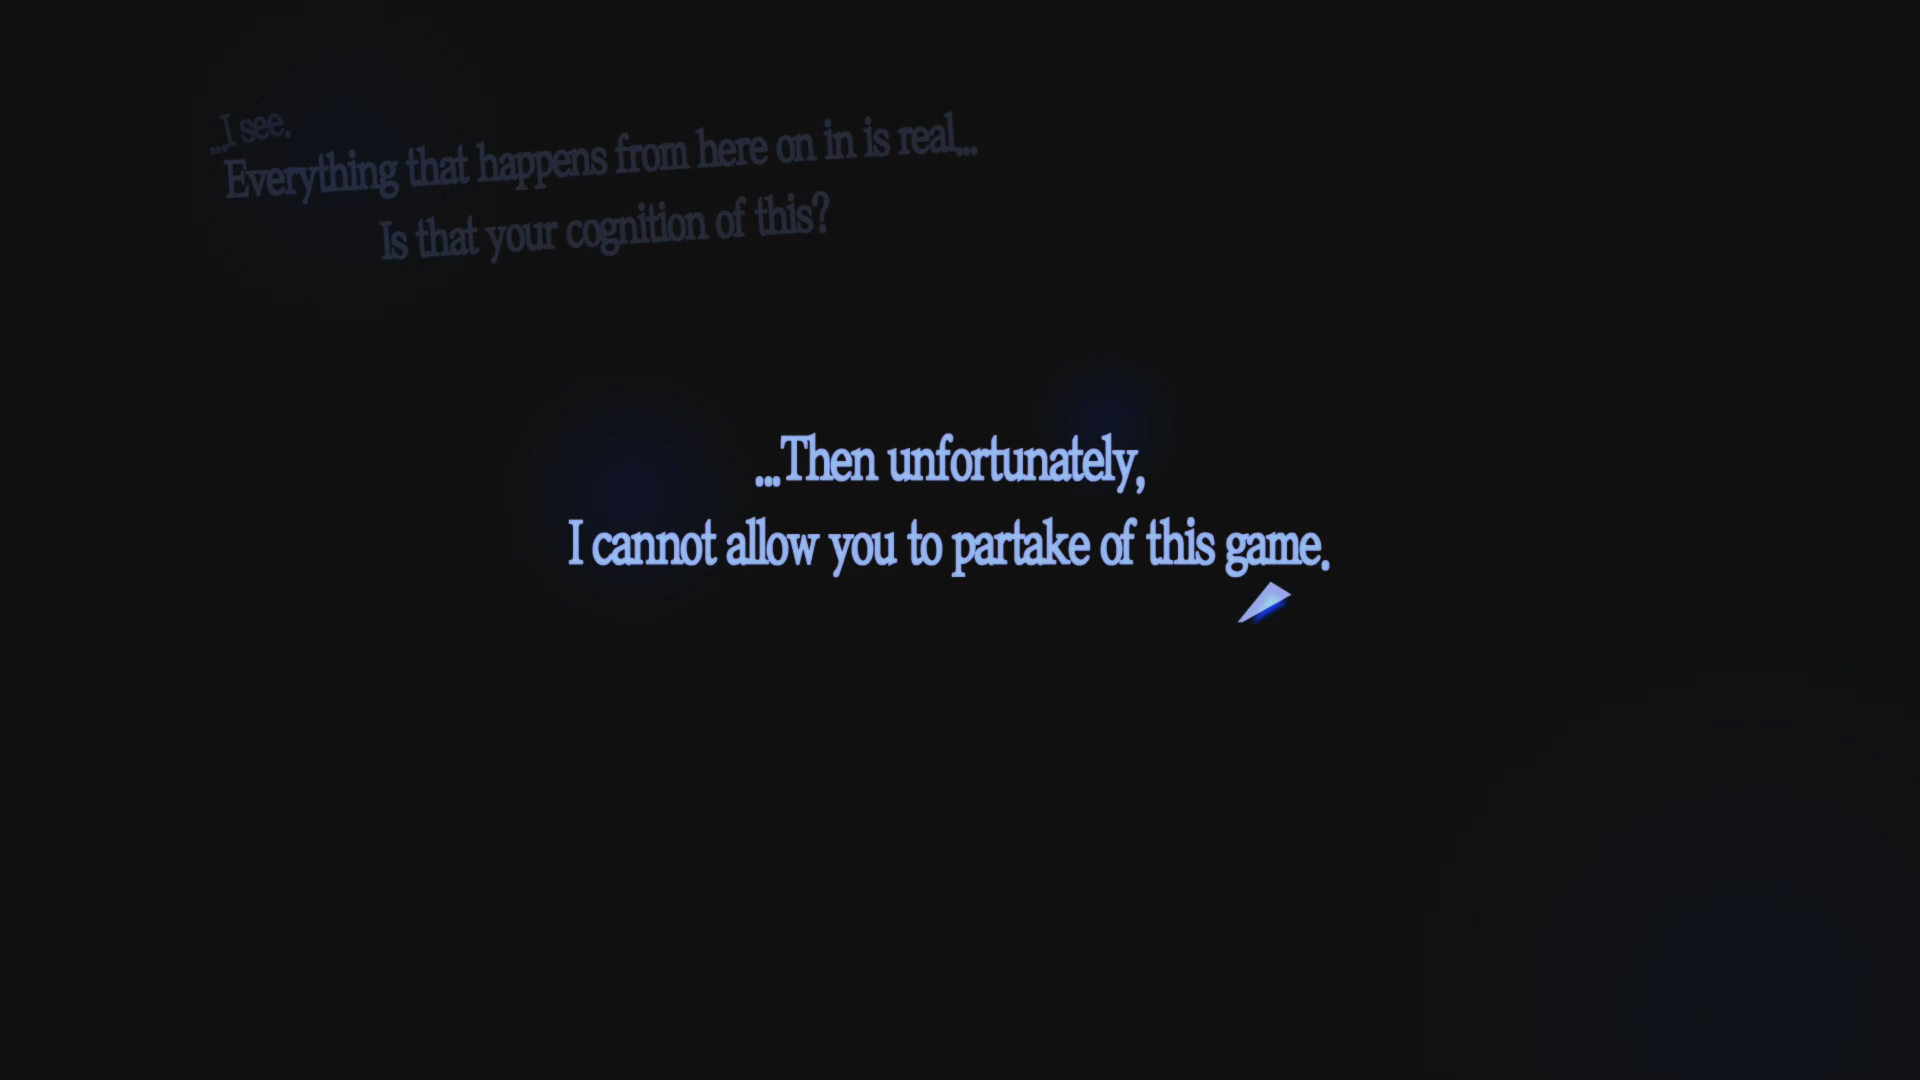 ...I see.
Everything that happens from here on in is real...
Is that your cognition of this?
...Then unfortunately,
I cannot allow you to partake of this game.